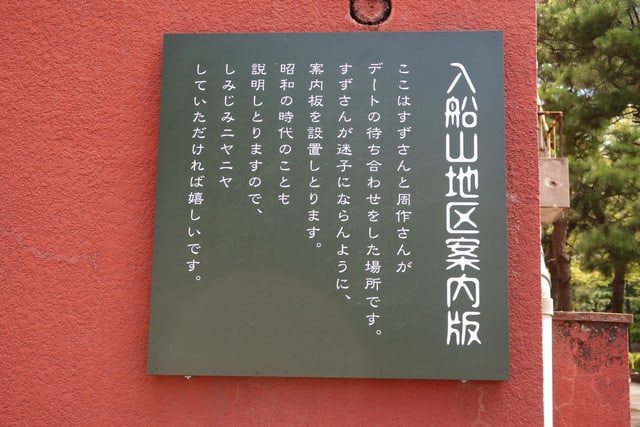 入船山地区案内版
ここはすずさんと周作さんが
デートの待ち合わせをした場所です。
すずさんが迷子にならんように、
案内板を設置しとります。
昭和の時代のことも
説明しとりますので、
しみじみニヤニヤ
していただければ嬉しいです。